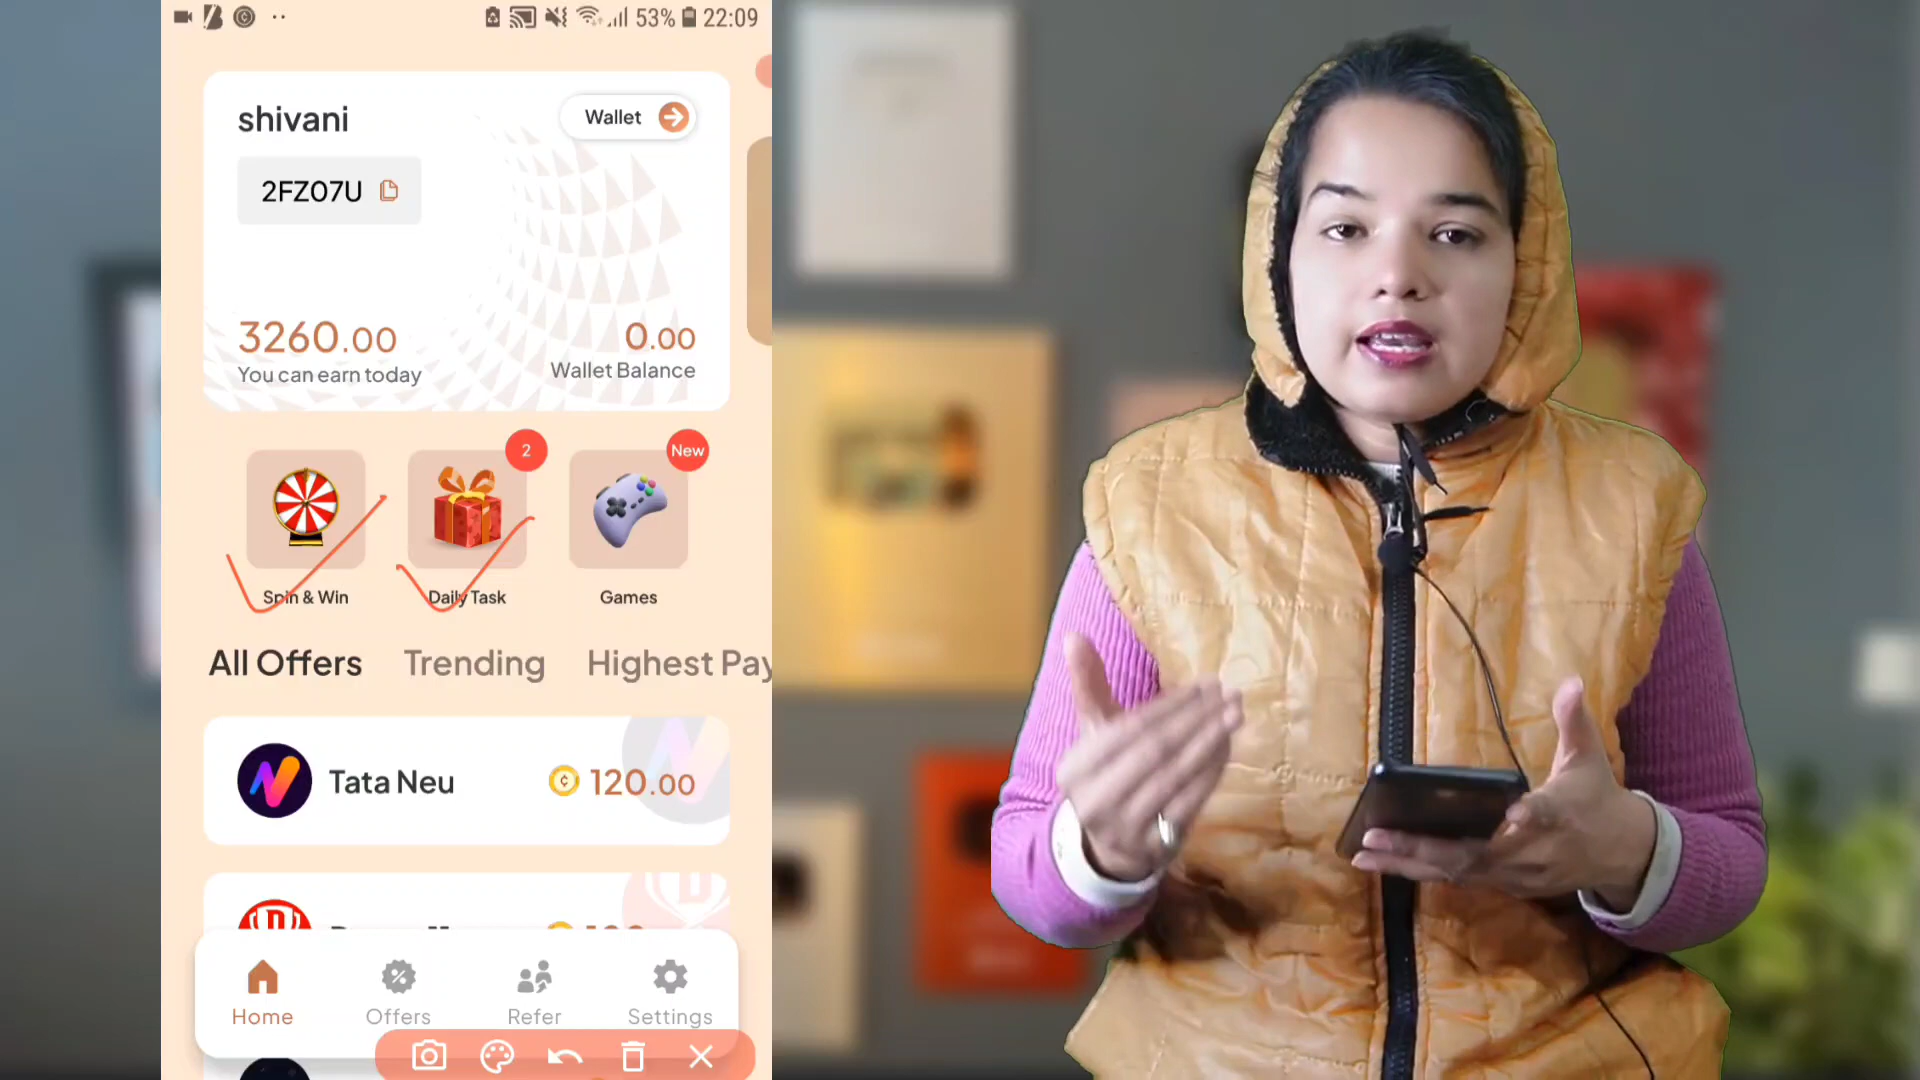 53% 22:09
shivani
Wallet
2FZ07U
3260.00
0.00
You can earn today
Wallet Balance
2
New
Spin & Win
Daily Task
Games
All Offers
Trending
Highest Pay
Tata Neu
¢ 120.00
Home
Offers
Refer
Settings